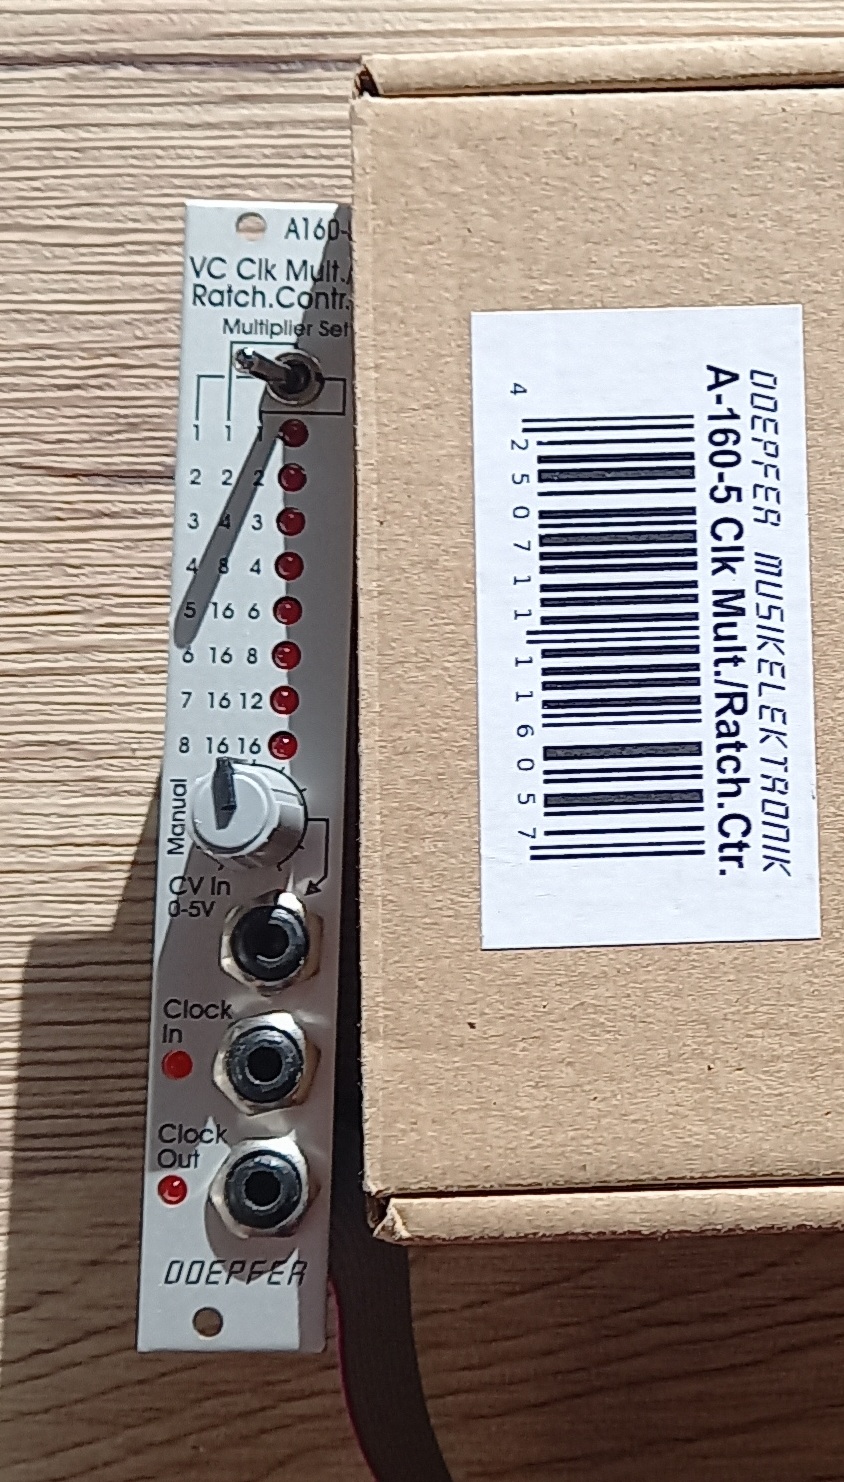 A160-
VC Clk Mult./
Ratch.Contr.
Multiplier Set
1 1 1
2 2 2
3 4 3
4 8 4
5 16 6
6 16 8
7 16 12
8 16 16
Manual
CV In
0-5V
Clock
In
Clock
Out
DOEPFER
DOEPFER MUSIKELEKTRONIK
A-160-5 Clk Mult./Ratch.Ctr.
4 250711 116057